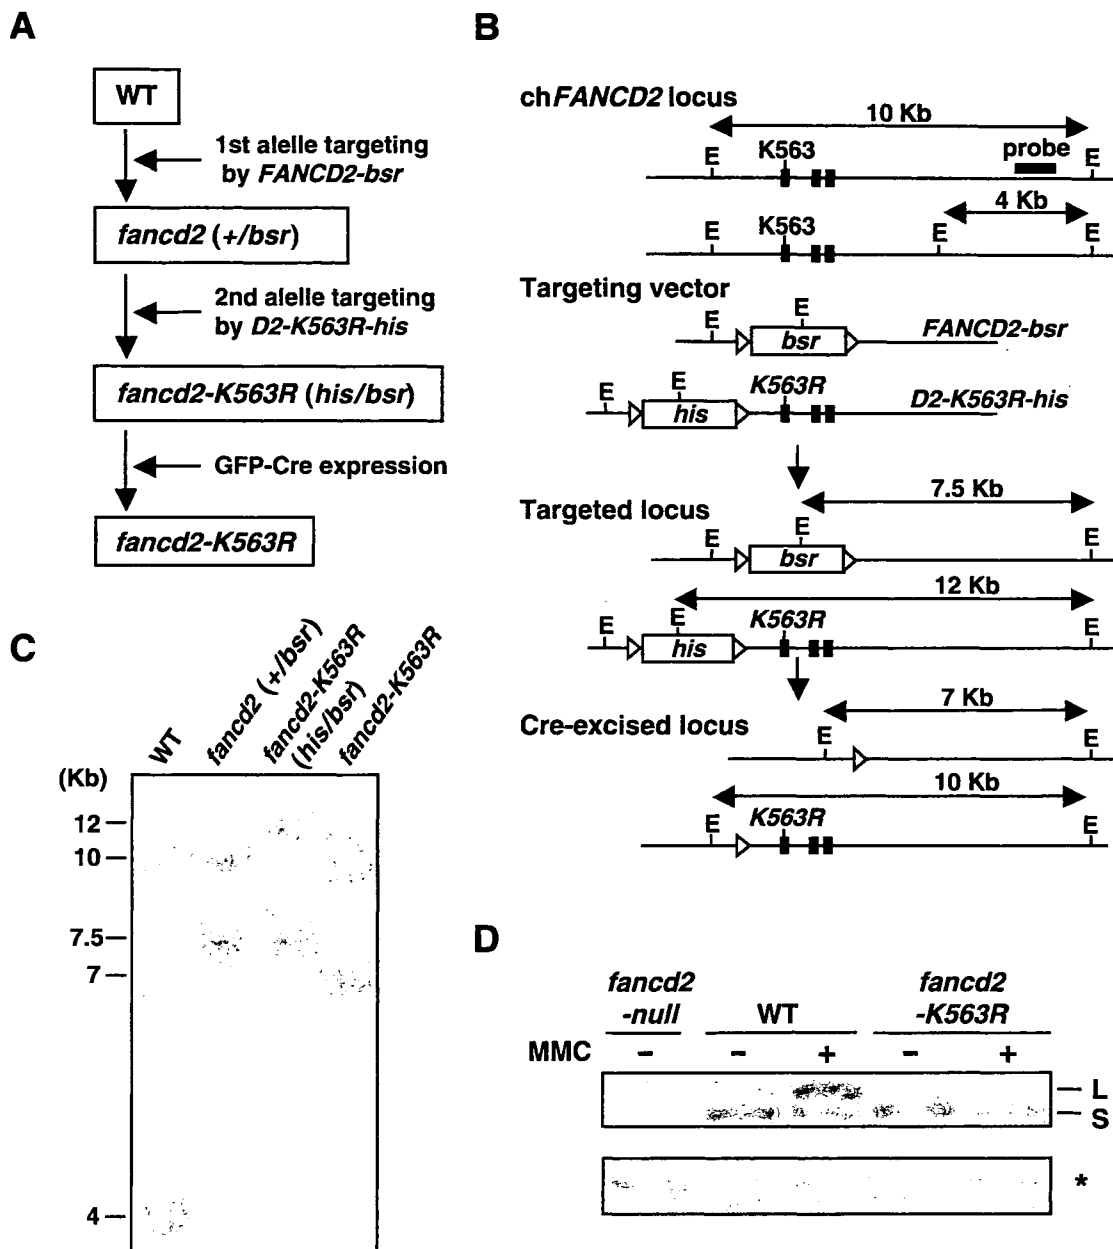 A
WT
1st alelle targeting
by FANCD2-bsr
fancd2 (+/bsr)
2nd alelle targeting
by D2-K563R-his
fancd2-K563R (his/bsr)
GFP-Cre expression
fancd2-K563R
B
chFANCD2 locus
10 Kb
E K563 probe E
4 Kb
E K563 E E
Targeting vector
E E
bsr FANCD2-bsr
E E K563R
his D2-K563R-his
7.5 Kb
Targeted locus
E E E
bsr
12 Kb
E E K563R E
his
7 Kb
Cre-excised locus
E E
10 Kb
E K563R E
C
WT
fancd2 (+/bsr)
fancd2-K563R
(his/bsr)
fancd2-K563R
(Kb)
12
10
7.5
7
4
D
fancd2
-null
WT
fancd2
-K563R
MMC – – + – +
L
S
*